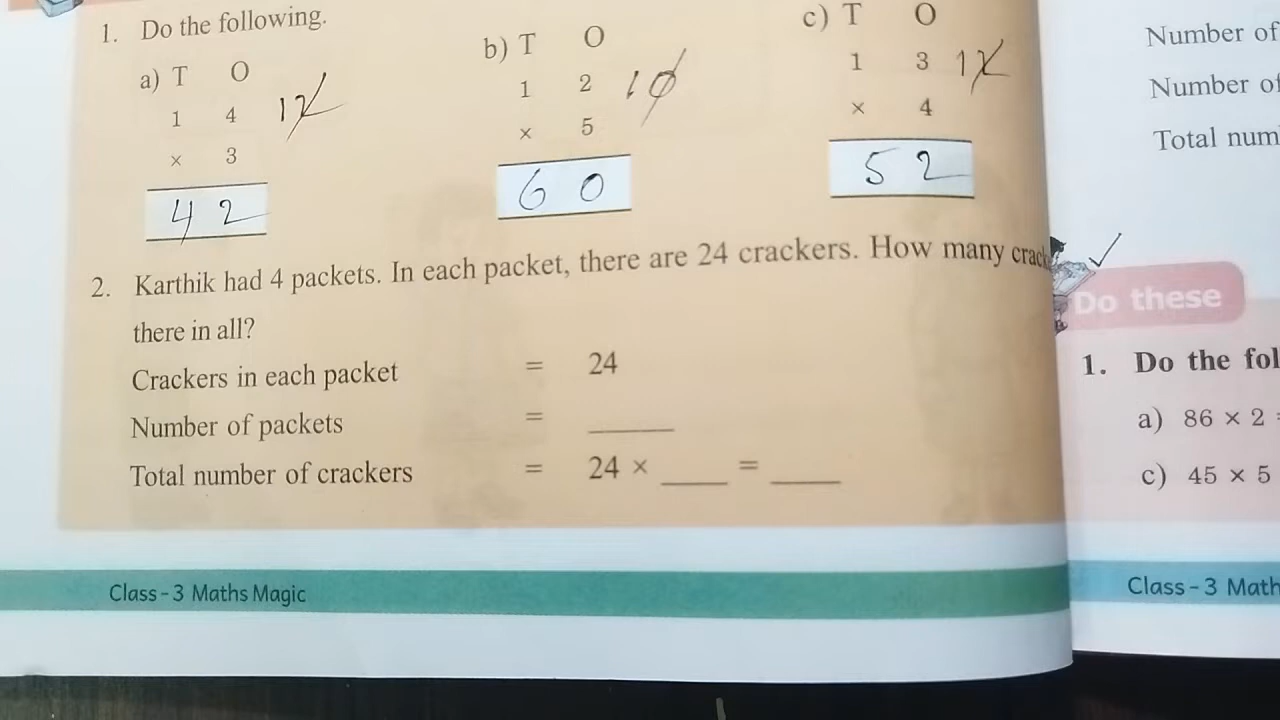 1. Do the following.
a) T O
1 4 12
× 3
4 2
b) T O
1 2 10
× 5
6 0
c) T O
1 3 12
× 4
5 2
2. Karthik had 4 packets. In each packet, there are 24 crackers. How many
there in all?
Crackers in each packet = 24
Number of packets = ____
Total number of crackers = 24 × ____ = ____
Class - 3 Maths Magic
Number of
Number of
Total num
Do these
1. Do the fol
a) 86 × 2 =
c) 45 × 5
Class - 3 Math